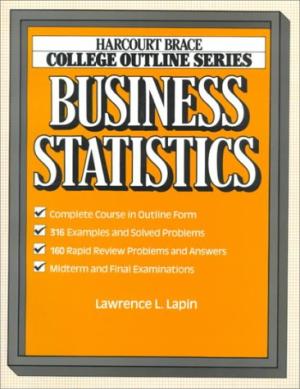 HARCOURT BRACE
COLLEGE OUTLINE SERIES
BUSINESS
STATISTICS
Complete Course in Outline Form
316 Examples and Solved Problems
160 Rapid Review Problems and Answers
Midterm and Final Examinations
Lawrence L. Lapin